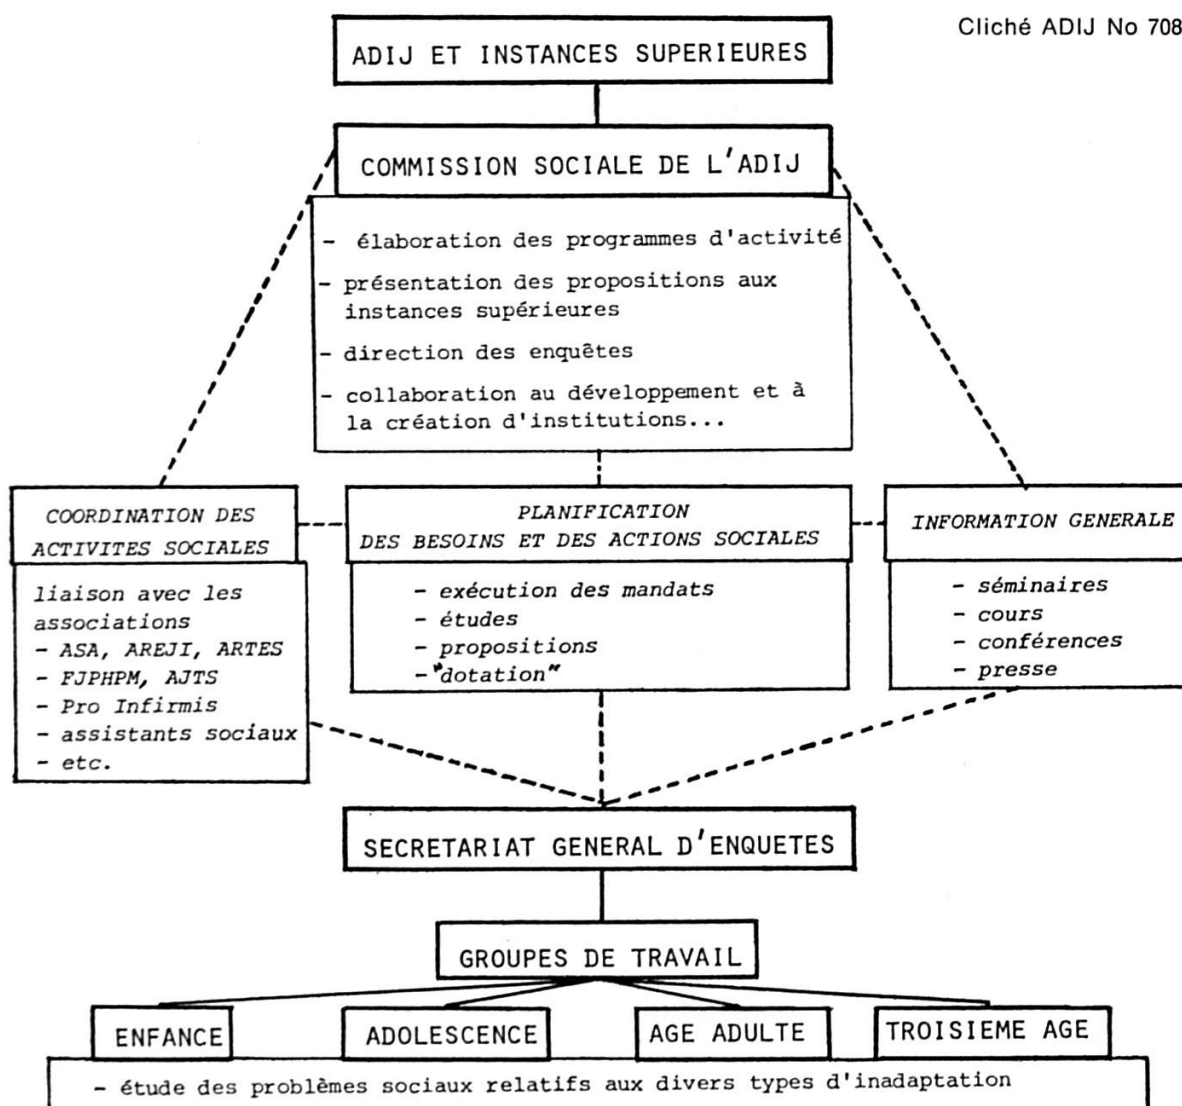 Cliché ADIJ No 708
ADIJ ET INSTANCES SUPERIEURES
COMMISSION SOCIALE DE L'ADIJ
- élaboration des programmes d'activité
- présentation des propositions aux
instances supérieures
- direction des enquêtes
- collaboration au développement et à
la création d'institutions...
COORDINATION DES
ACTIVITES SOCIALES
liaison avec les
associations
- ASA, AREJI, ARTES
- FJPHPM, AJTS
- Pro Infirmis
- assistants sociaux
- etc.
PLANIFICATION
DES BESOINS ET DES ACTIONS SOCIALES
- exécution des mandats
- études
- propositions
- "dotation"
INFORMATION GENERALE
- séminaires
- cours
- conférences
- presse
SECRETARIAT GENERAL D'ENQUETES
GROUPES DE TRAVAIL
ENFANCE
ADOLESCENCE
AGE ADULTE
TROISIEME AGE
- étude des problèmes sociaux relatifs aux divers types d'inadaptation